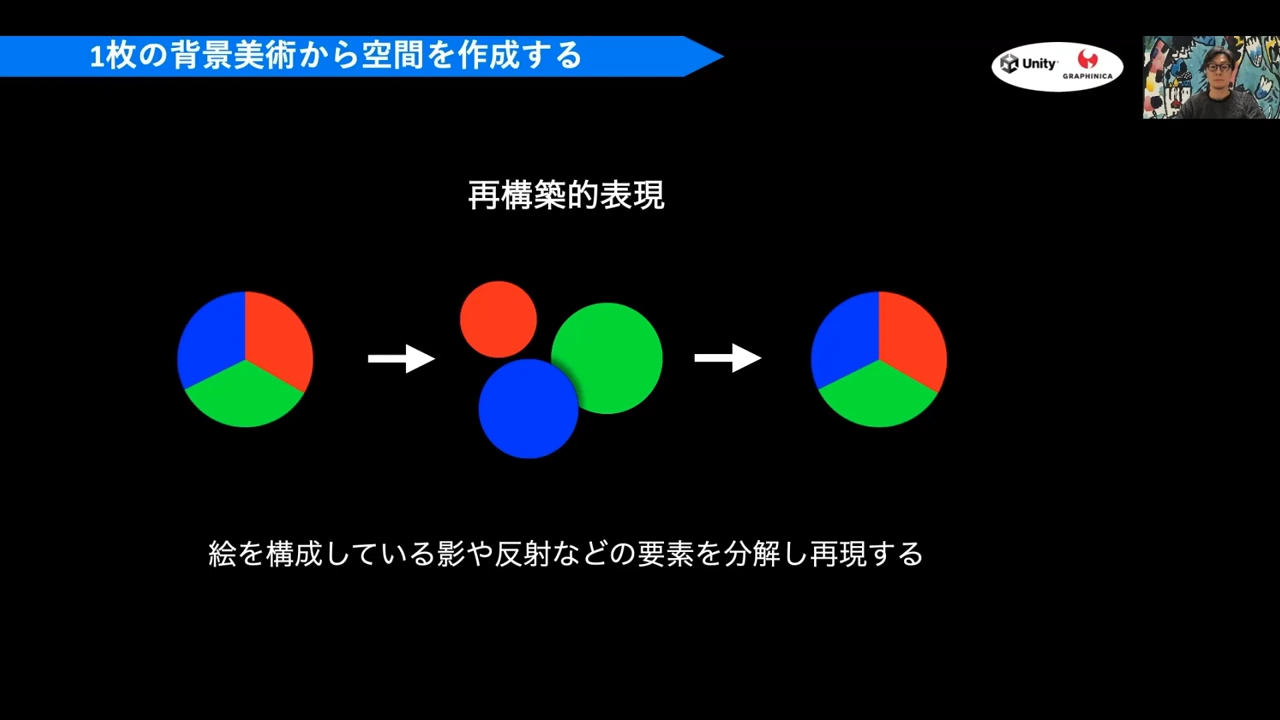 1枚の背景美術から空間を作成する
Unity
GRAPHINICA
再構築的表現
絵を構成している影や反射などの要素を分解し再現する